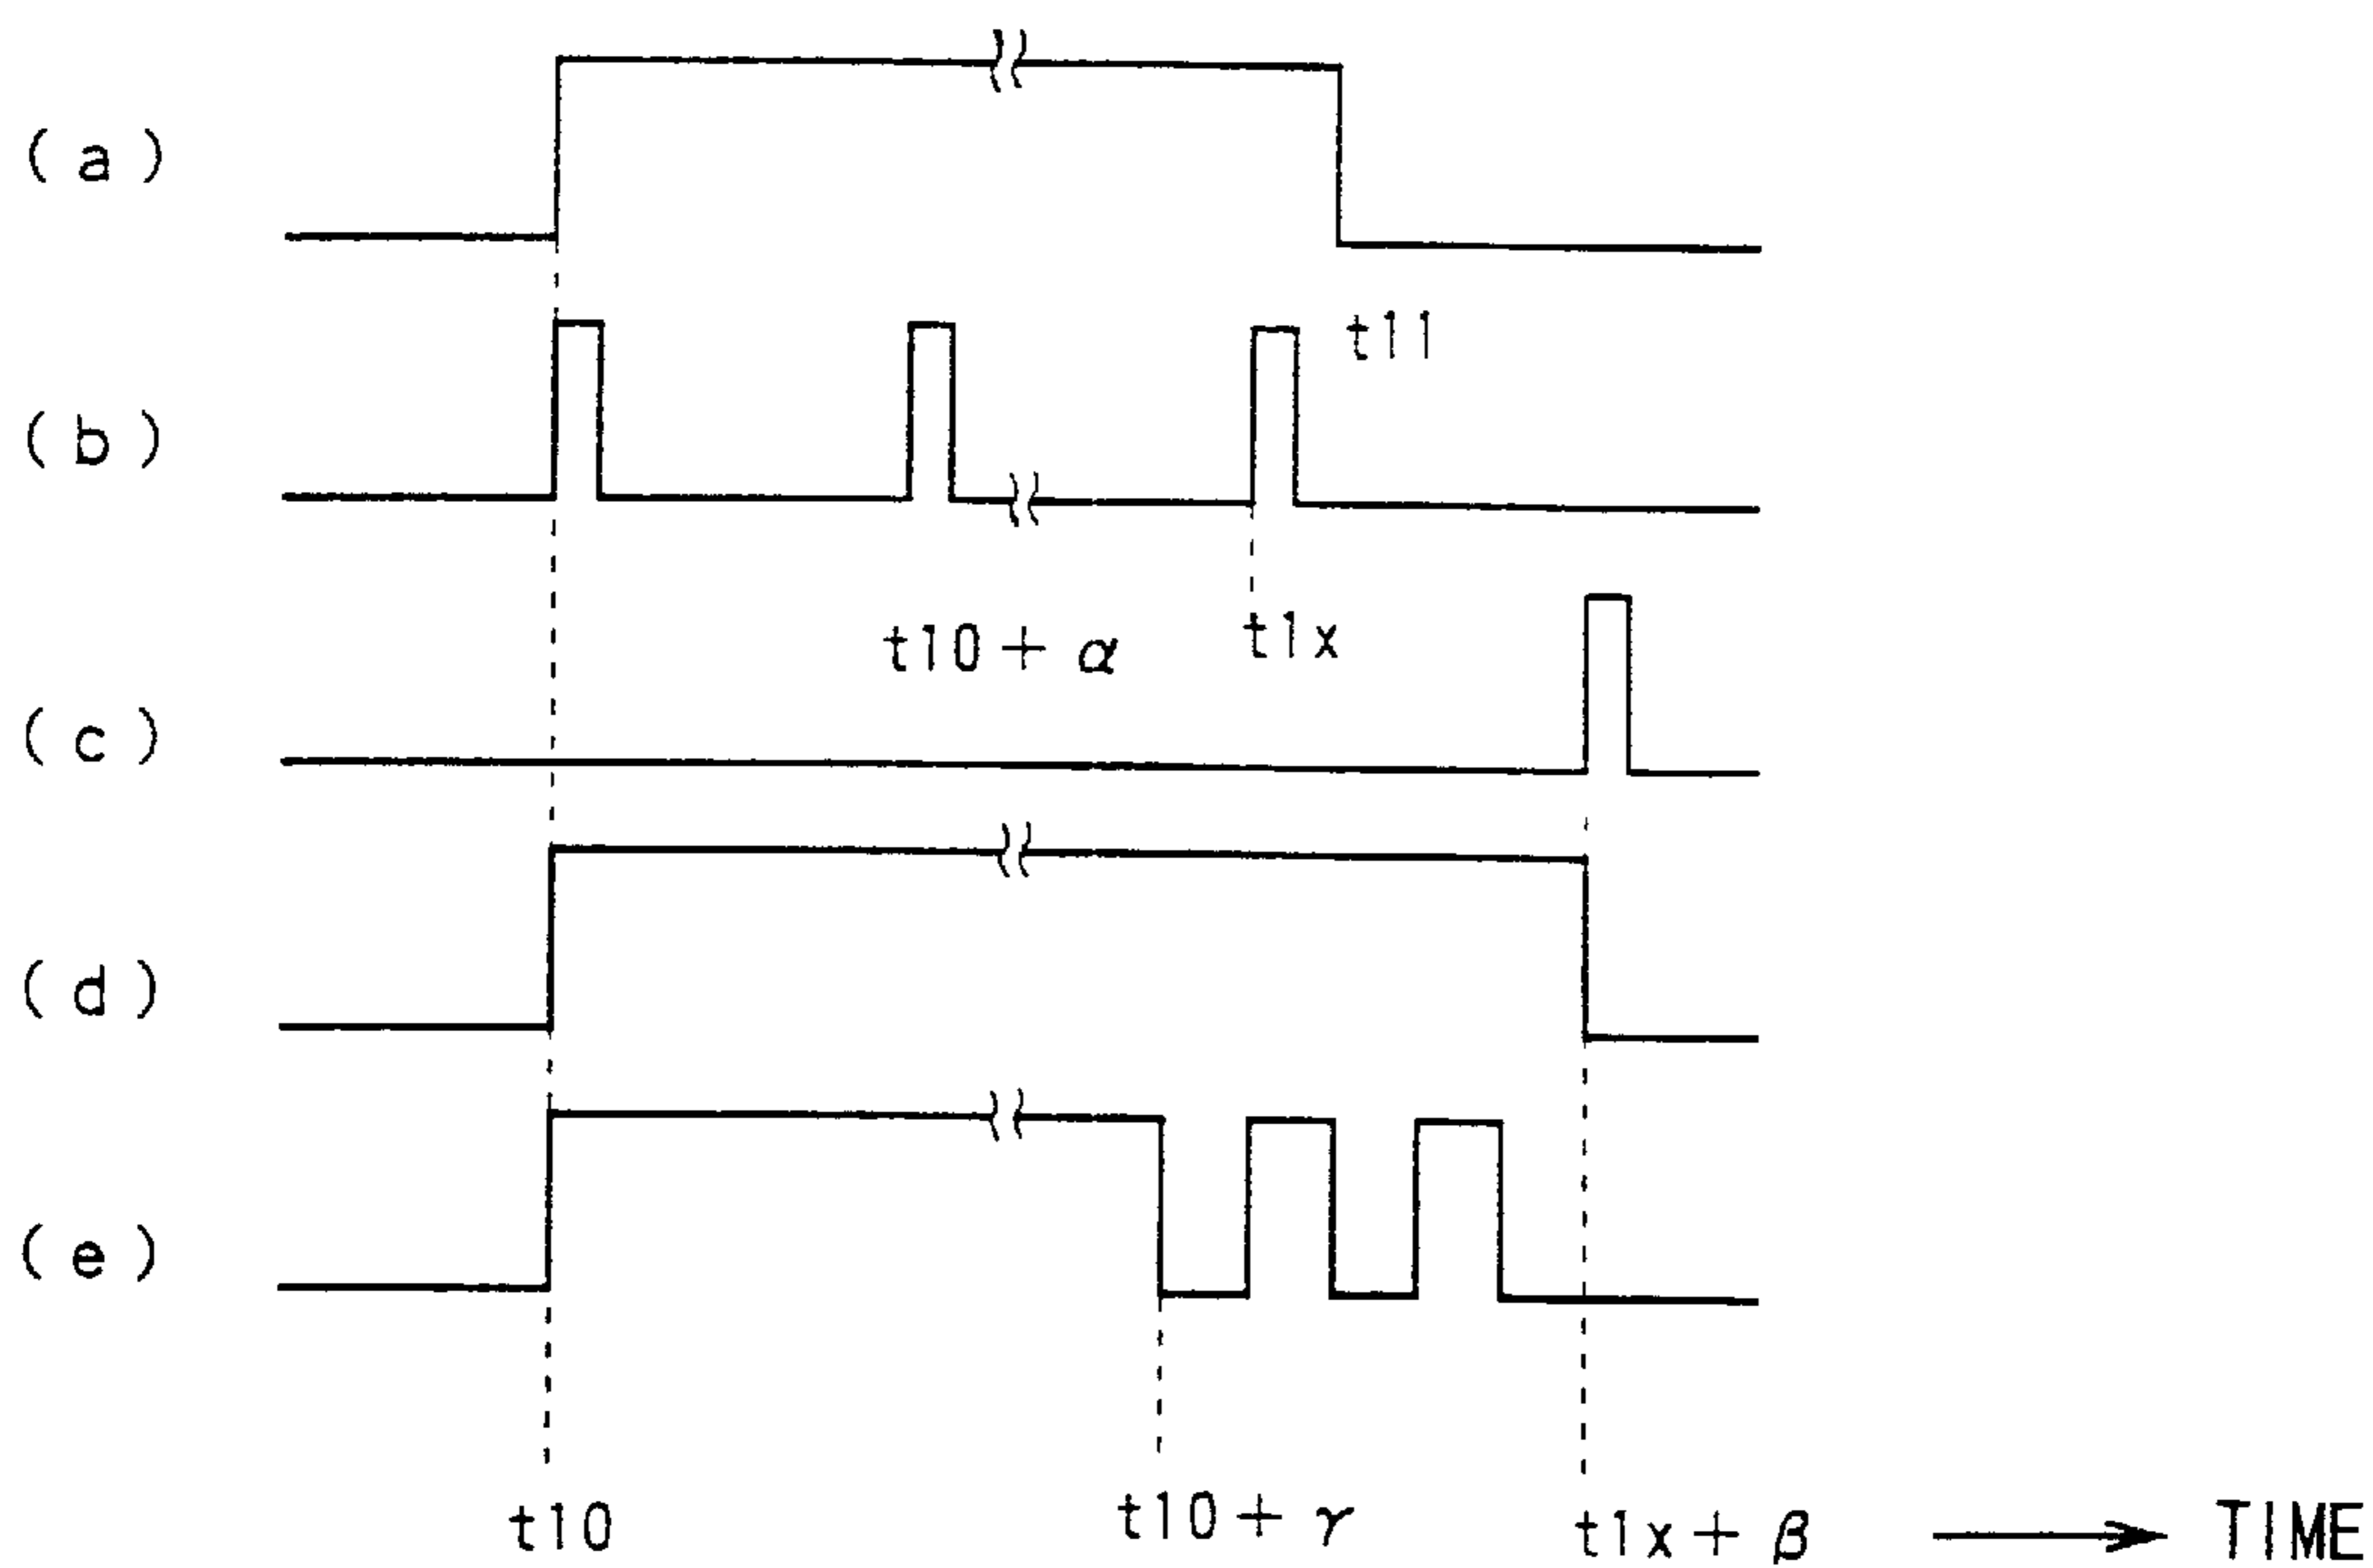 ( a )
t11
( b )
t10 + α
t1x
( c )
( d )
( e )
t10
t10 + γ
t1x + β
TIME